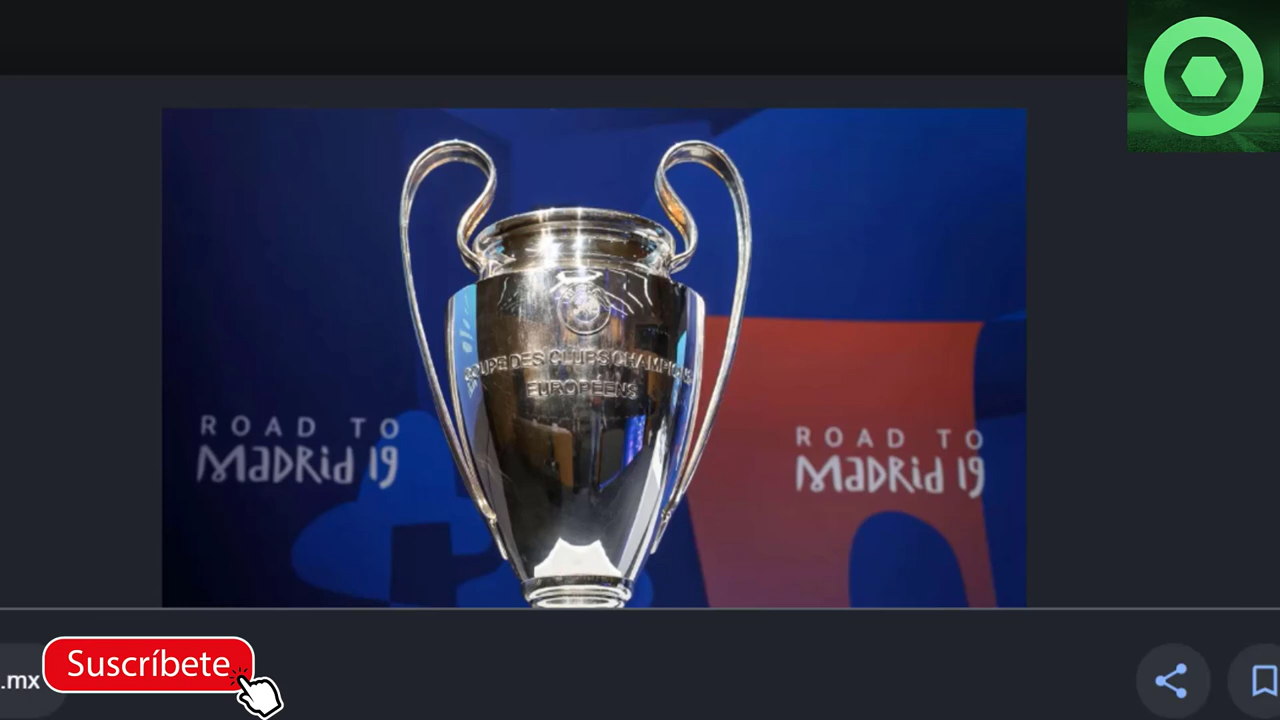 COUPE DES CLUBS CHAMPIONS
EUROPÉENS
ROAD TO
MADRID 19
ROAD TO
MADRID 19
.mx
Suscríbete